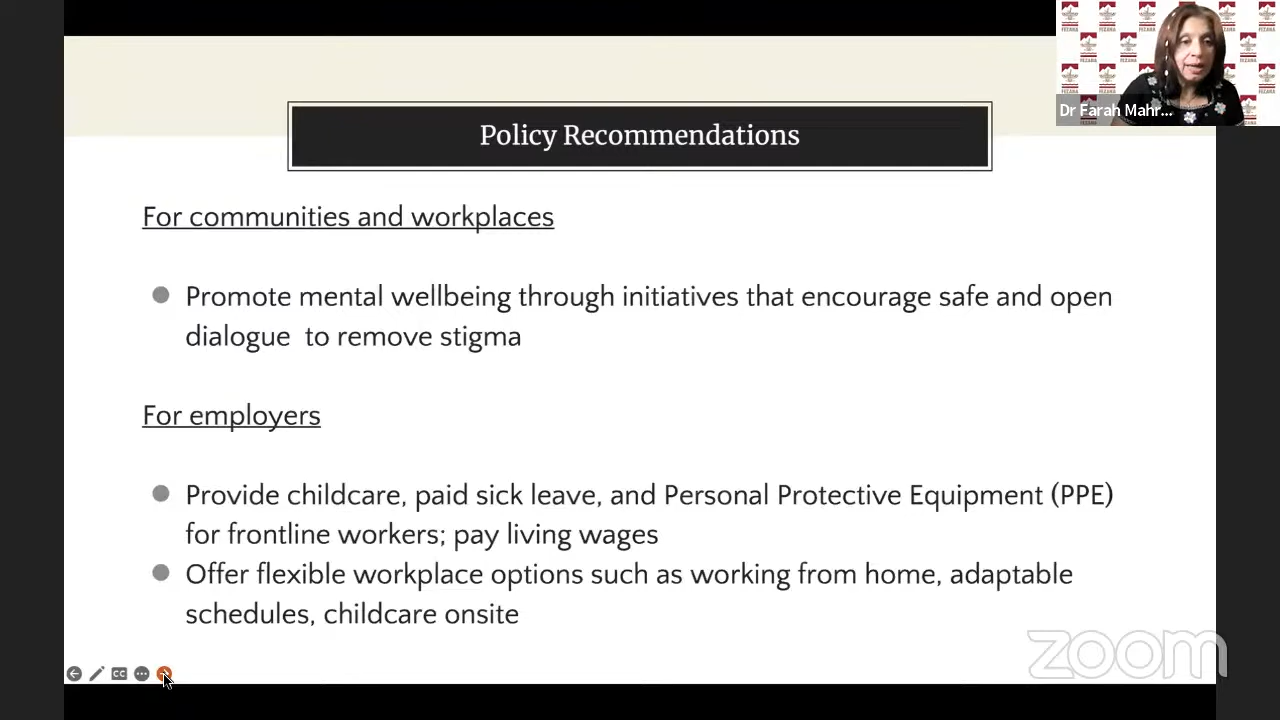 FEZANA
Dr Farah Mahr...
Policy Recommendations
For communities and workplaces
Promote mental wellbeing through initiatives that encourage safe and open
dialogue to remove stigma
For employers
Provide childcare, paid sick leave, and Personal Protective Equipment (PPE)
for frontline workers; pay living wages
Offer flexible workplace options such as working from home, adaptable
schedules, childcare onsite
CC
zoom